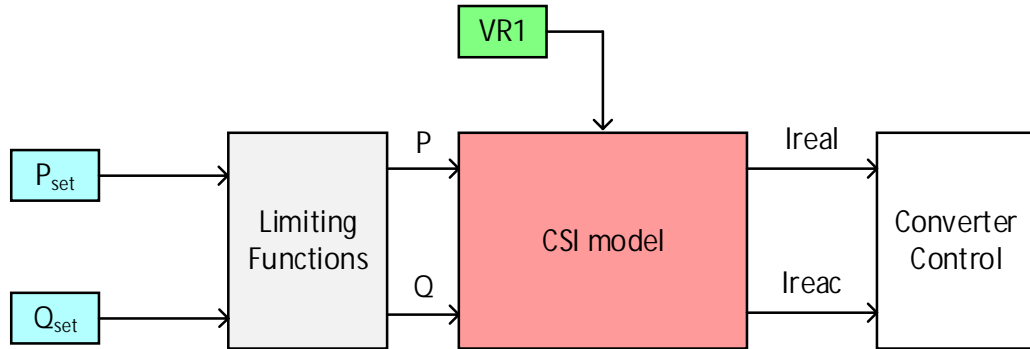 VR1
P
Ireal
Pset
Limiting
Functions
CSI model
Converter
Control
Qset
Q
Ireac